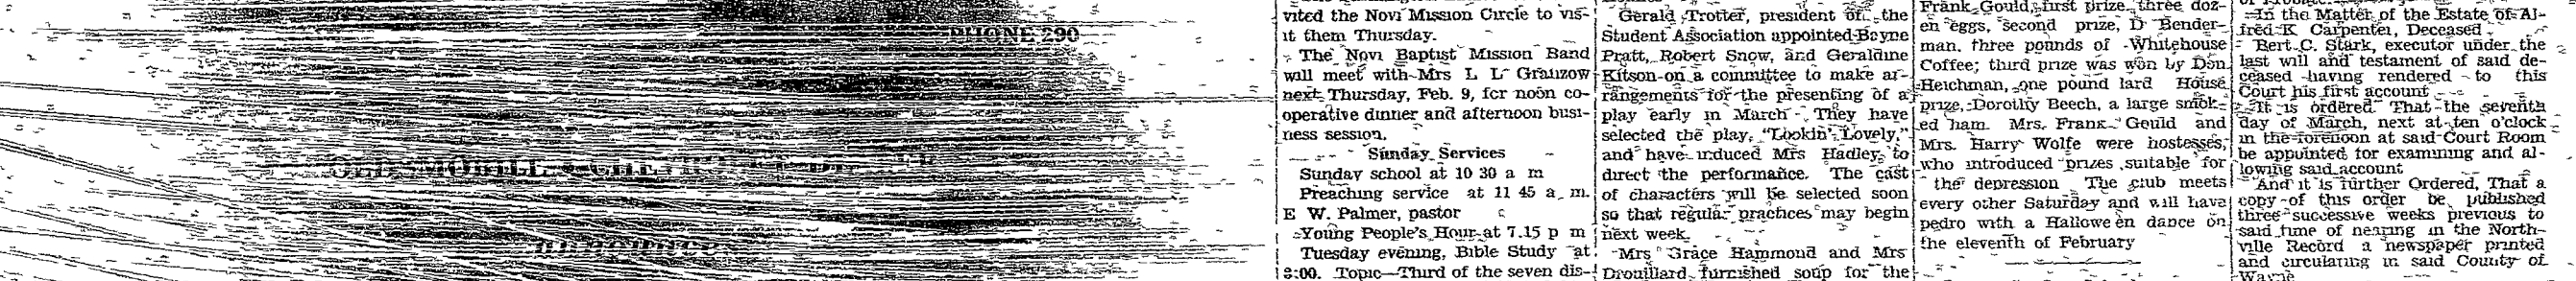 PHONE 290
vited the Novi Mission Circle to vis-
it them Thursday.
The Novi Baptist Mission Band
will meet with Mrs L L Granzow
next Thursday, Feb. 9, for noon co-
operative dinner and afternoon busi-
ness session.
Sunday Services
Sunday school at 10 30 a m
Preaching service at 11 45 a. m.
E W. Palmer, pastor
Young People's Hour at 7.15 p m
Tuesday evening, Bible Study at
8:00. Topic—Third of the seven dis-
Gerald Trotter, president of the
Student Association appointed Boyne
Pratt, Robert Snow, and Geraldine
Kitson on a committee to make ar-
rangements for the presenting of a
play early in March They have
selected the play, "Lookin' Lovely,"
and have induced Mrs Hadley to
direct the performance. The cast
of characters will be selected soon
so that regular practices may begin
next week.
Mrs Grace Hammond and Mrs
Drouillard furnished soup for the
Frank Gould, first prize three doz-
en eggs, second prize, D Bender-
man, three pounds of Whitehouse
Coffee; third prize was won by Don
Heichman, one pound lard House
prize, Dorothy Beech, a large smok-
ed ham. Mrs. Frank Gould and
Mrs. Harry Wolfe were hostesses,
who introduced prizes suitable for
the depression The club meets
every other Saturday and will have
pedro with a Hallowe en dance on
the eleventh of February
In the Matter of the Estate of Al-
fred K Carpenter, Deceased
Bert C. Stark, executor under the
last will and testament of said de-
ceased having rendered to this
Court his first account
It is ordered That the seventh
day of March, next at ten o'clock
in the forenoon at said Court Room
be appointed for examining and al-
lowing said account
And it is further Ordered, That a
copy of this order be published
three successive weeks previous to
said time of hearing in the North-
ville Record a newspaper printed
and circulating in said County of
Wayne